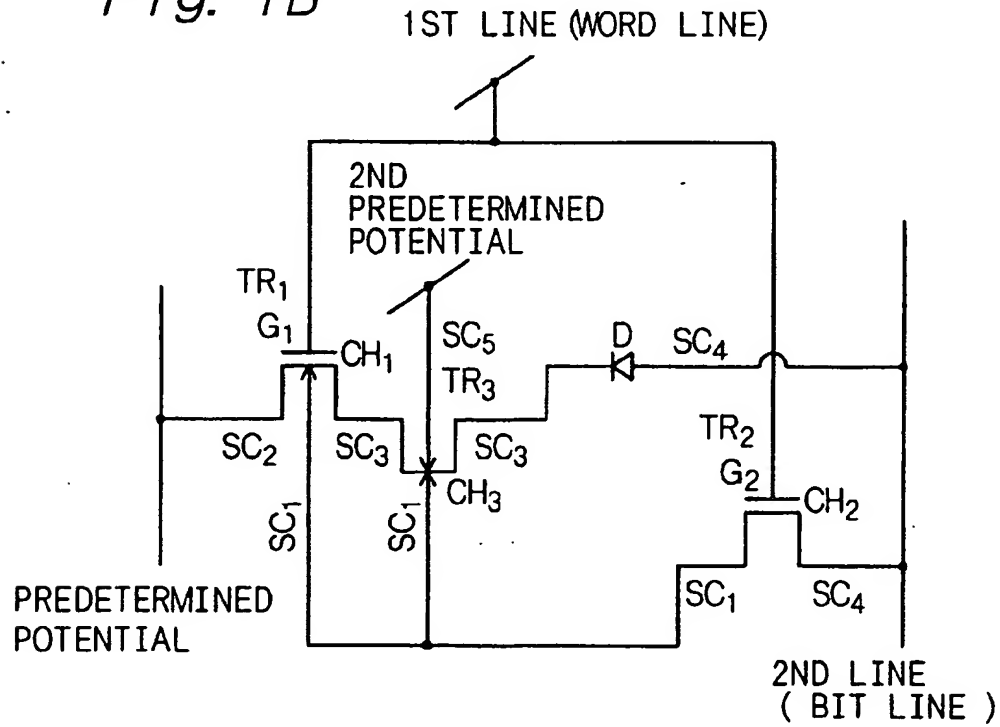 Fig. 1B
1ST LINE (WORD LINE)
2ND
PREDETERMINED
POTENTIAL
TR1
G1
CH1
SC5
TR3
D
SC4
SC2
SC3
SC3
TR2
G2
CH2
CH3
SC1
SC1
SC1
SC4
PREDETERMINED
POTENTIAL
2ND LINE
( BIT LINE )